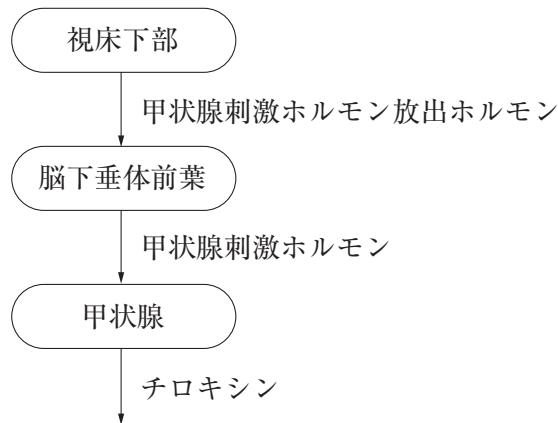 視床下部
甲状腺刺激ホルモン放出ホルモン
脳下垂体前葉
甲状腺刺激ホルモン
甲状腺
チロキシン